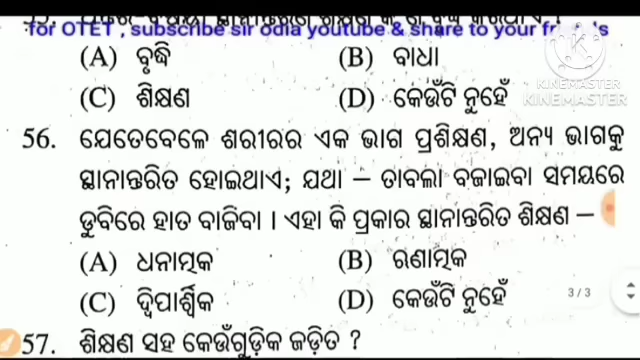 for OTET , subscribe sir odia youtube & share to your friends
(A) ବୃଦ୍ଧି (B) ବାଧା
(C) ଶିକ୍ଷଣ (D) କେଉଁଟି ନୁହେଁ
KINEMASTER
KINEMASTER
56. ଯେତେବେଳେ ଶରୀରର ଏକ ଭାଗ ପ୍ରଶିକ୍ଷଣ, ଅନ୍ୟ ଭାଗକୁ
ସ୍ଥାନାନ୍ତରିତ ହୋଇଥାଏ; ଯଥା – ତାବଲା ବଜାଇବା ସମୟରେ
ଡୁବିରେ ହାତ ବାଜିବା । ଏହା କି ପ୍ରକାର ସ୍ଥାନାନ୍ତରିତ ଶିକ୍ଷଣ –
(A) ଧନାତ୍ମକ (B) ଋଣାତ୍ମକ
(C) ଦ୍ୱିପାର୍ଶ୍ୱିକ (D) କେଉଁଟି ନୁହେଁ
3/3
57. ଶିକ୍ଷଣ ସହ କେଉଁଗୁଡ଼ିକ ଜଡ଼ିତ ?